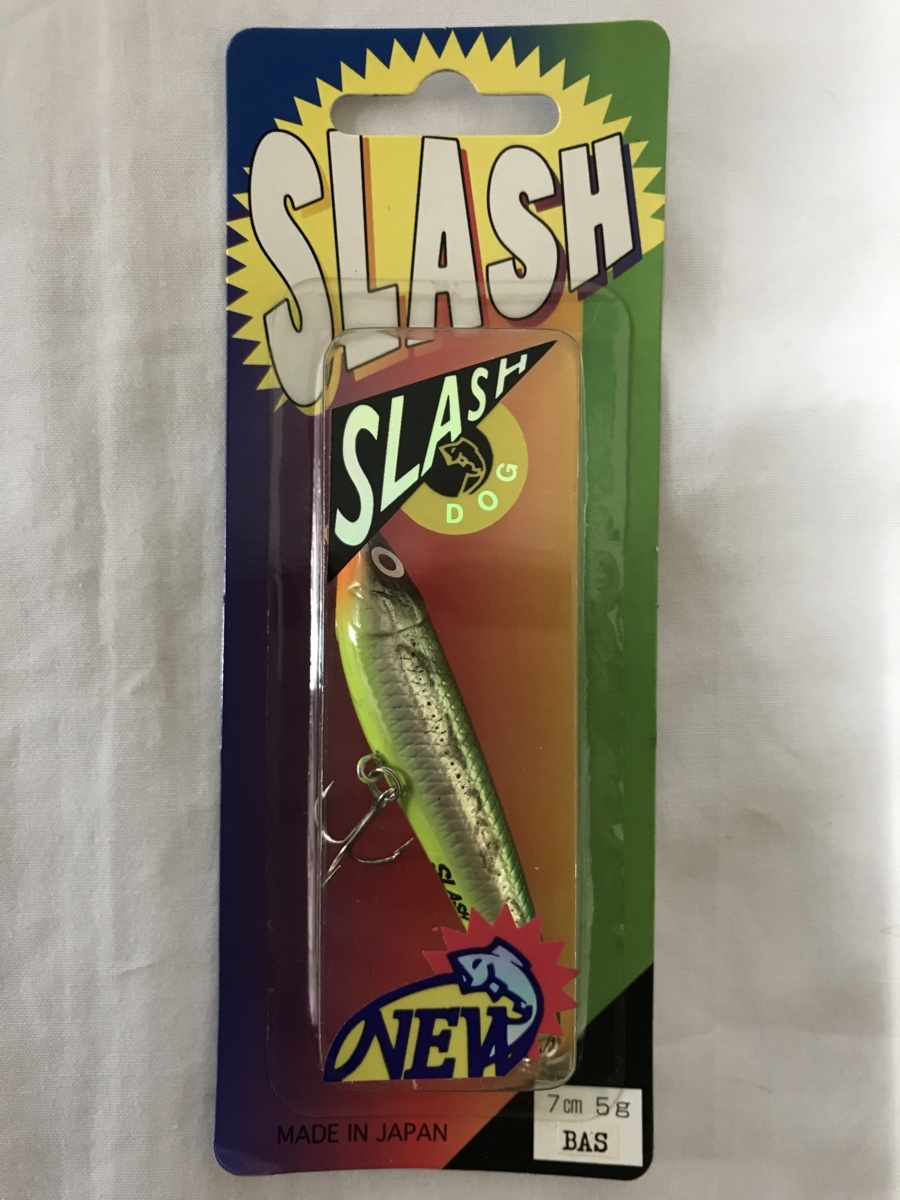 SLASH
SLASH
DOG
SLASH
NEW
7cm 5g
BAS
MADE IN JAPAN